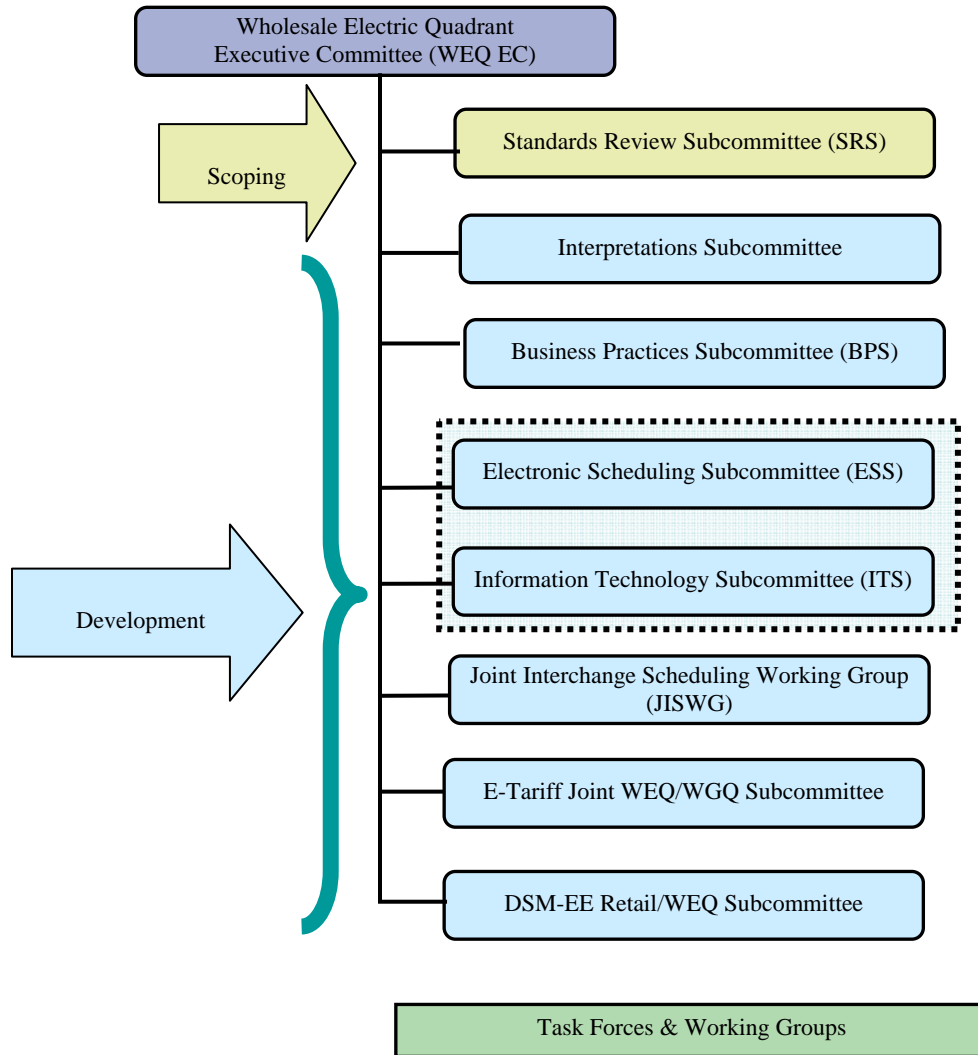 Wholesale Electric Quadrant
Executive Committee (WEQ EC)
Standards Review Subcommittee (SRS)
Scoping
Interpretations Subcommittee
Business Practices Subcommittee (BPS)
Electronic Scheduling Subcommittee (ESS)
Information Technology Subcommittee (ITS)
Development
Joint Interchange Scheduling Working Group
(JISWG)
E-Tariff Joint WEQ/WGQ Subcommittee
DSM-EE Retail/WEQ Subcommittee
Task Forces & Working Groups